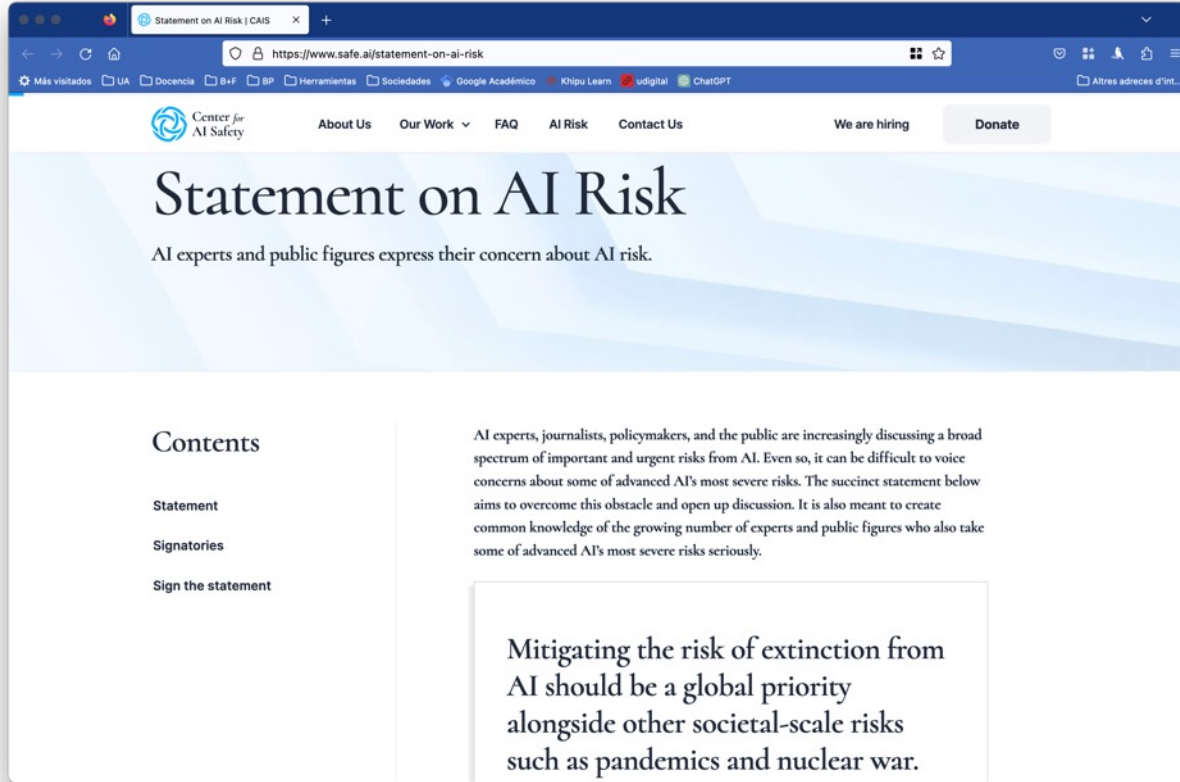 Statement on AI Risk | CAIS
https://www.safe.ai/statement-on-ai-risk
Más visitados UA Docencia B+F BP Herramientas Sociedades Google Académico Khipu Learn udigital ChatGPT Altres adreces d'int...
Center for
AI Safety
About Us Our Work FAQ AI Risk Contact Us We are hiring Donate
Statement on AI Risk
AI experts and public figures express their concern about AI risk.
Contents
Statement
Signatories
Sign the statement
AI experts, journalists, policymakers, and the public are increasingly discussing a broad
spectrum of important and urgent risks from AI. Even so, it can be difficult to voice
concerns about some of advanced AI's most severe risks. The succinct statement below
aims to overcome this obstacle and open up discussion. It is also meant to create
common knowledge of the growing number of experts and public figures who also take
some of advanced AI's most severe risks seriously.
Mitigating the risk of extinction from
AI should be a global priority
alongside other societal-scale risks
such as pandemics and nuclear war.